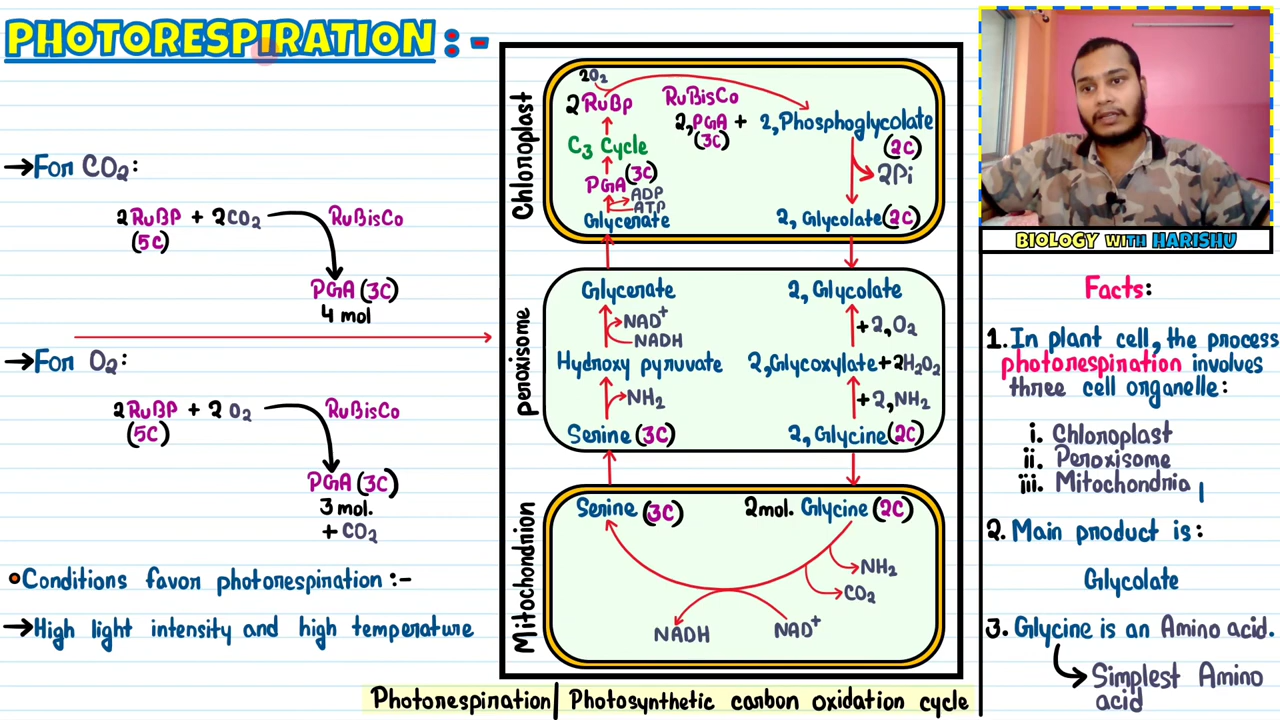 PHOTORESPIRATION:-
→For CO₂:
2RuBP + 2CO₂ RuBisCo
(5C)
PGA (3C)
4 mol
→For O₂:
2RuBP + 2 O₂ RuBisCo
(5C)
PGA (3C)
3 mol.
+ CO₂
•Conditions favor photorespiration:-
→High light intensity and high temperature
Chloroplast
2O₂
2 RuBp
RuBisCo
2,PGA +
(3C)
2,Phosphoglycolate
(2C)
C₃ Cycle
2Pi
PGA (3C)
ADP
ATP
Glycerate
2, Glycolate (2C)
peroxisome
Glycerate
2, Glycolate
NAD⁺
NADH
+2,O₂
Hydroxy pyruvate
2,Glycoxylate+2H₂O₂
NH₂
+2,NH₂
Serine (3C)
2, Glycine(2C)
Mitochondrion
Serine (3C)
2mol. Glycine (2C)
NH₂
CO₂
NADH
NAD⁺
Photorespiration| Photosynthetic carbon oxidation cycle
BIOLOGY WITH HARISHU
Facts:
1. In plant cell, the process
photorespiration involves
three cell organelle:
i. Chloroplast
ii. Peroxisome
iii. Mitochondria
2. Main product is:
Glycolate
3. Glycine is an Amino acid.
Simplest Amino
acid